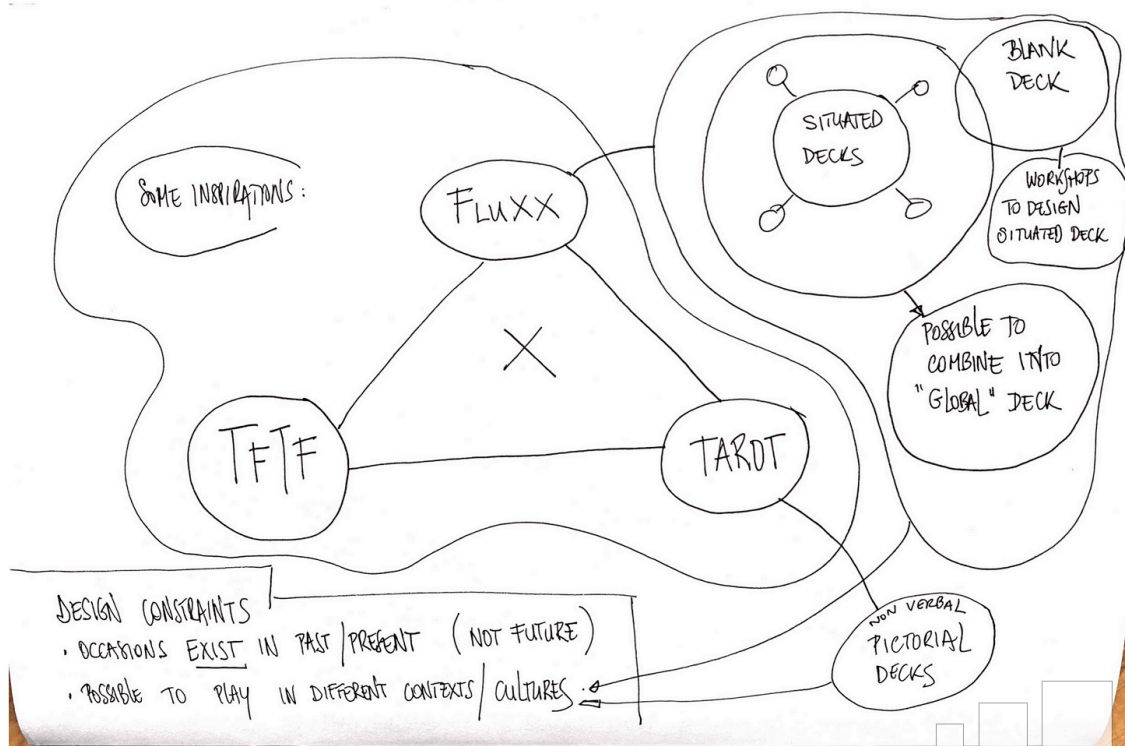 SOME INSPIRATIONS:
FLUXX
X
TFTF
TAROT
SITUATED
DECKS
BLANK
DECK
WORKSHOPS
TO DESIGN
SITUATED DECK
POSSIBLE TO
COMBINE INTO
"GLOBAL" DECK
NON VERBAL
PICTORIAL
DECKS
DESIGN CONSTRAINTS
· OCCASIONS EXIST IN PAST/PRESENT (NOT FUTURE)
· POSSIBLE TO PLAY IN DIFFERENT CONTEXTS/CULTURES.